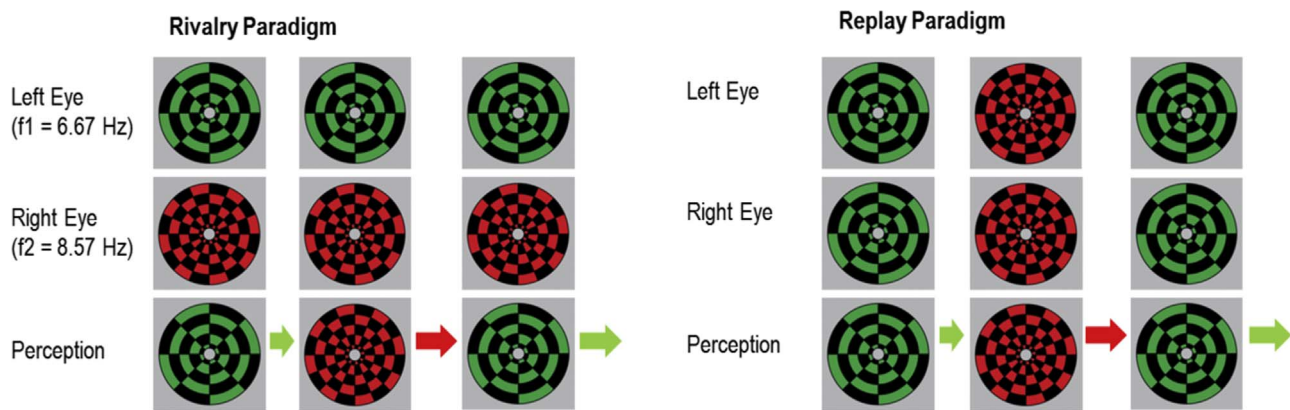 Rivalry Paradigm
Left Eye
(f1 = 6.67 Hz)
Right Eye
(f2 = 8.57 Hz)
Perception
Replay Paradigm
Left Eye
Right Eye
Perception